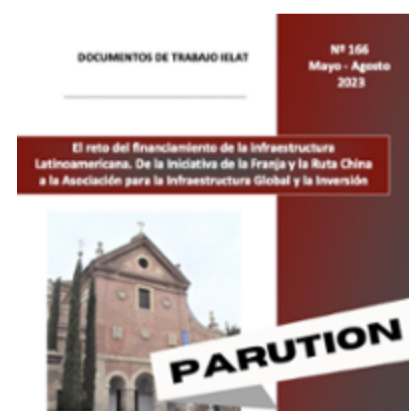 DOCUMENTOS DE TRABAJO IELAT
Nº 166
Mayo - Agosto
2023
El reto del financiamiento de la infraestructura
Latinoamericana. De la Iniciativa de la Franja y la Ruta China
a la Asociación para la Infraestructura Global y la Inversión
PARUTION